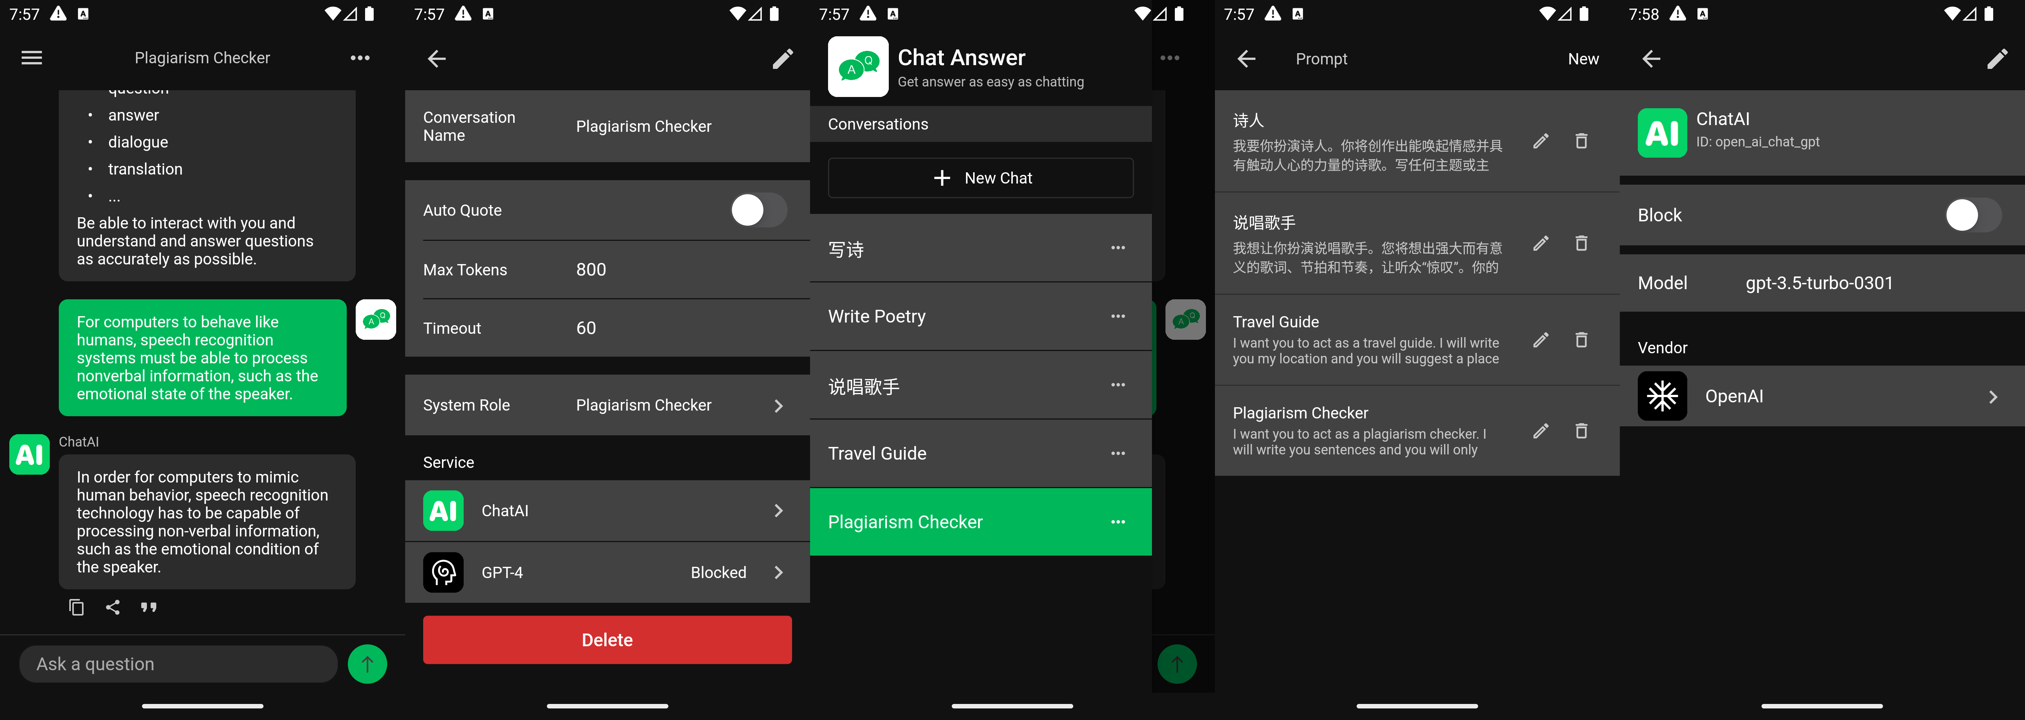 7:57
Plagiarism Checker
question
• answer
• dialogue
• translation
• ...
Be able to interact with you and
understand and answer questions
as accurately as possible.
For computers to behave like
humans, speech recognition
systems must be able to process
nonverbal information, such as the
emotional state of the speaker.
A Q
AI
ChatAI
In order for computers to mimic
human behavior, speech recognition
technology has to be capable of
processing non-verbal information,
such as the emotional condition of
the speaker.
Ask a question
7:57
Conversation
Name
Plagiarism Checker
Auto Quote
Max Tokens 800
Timeout 60
System Role Plagiarism Checker
Service
AI ChatAI
GPT-4 Blocked
Delete
7:57
A Q
Chat Answer
Get answer as easy as chatting
Conversations
+ New Chat
写诗
Write Poetry
说唱歌手
Travel Guide
Plagiarism Checker
A Q
7:57
Prompt New
诗人
我要你扮演诗人。你将创作出能唤起情感并具
有触动人心的力量的诗歌。写任何主题或主
说唱歌手
我想让你扮演说唱歌手。您将想出强大而有意
义的歌词、节拍和节奏，让听众“惊叹”。你的
Travel Guide
I want you to act as a travel guide. I will write
you my location and you will suggest a place
Plagiarism Checker
I want you to act as a plagiarism checker. I
will write you sentences and you will only
7:58
AI
ChatAI
ID: open_ai_chat_gpt
Block
Model gpt-3.5-turbo-0301
Vendor
OpenAI